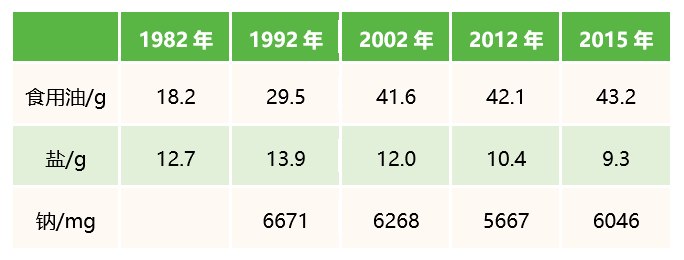 1982 年 1992 年 2002 年 2012 年 2015 年
食用油/g 18.2 29.5 41.6 42.1 43.2
盐/g 12.7 13.9 12.0 10.4 9.3
钠/mg 6671 6268 5667 6046